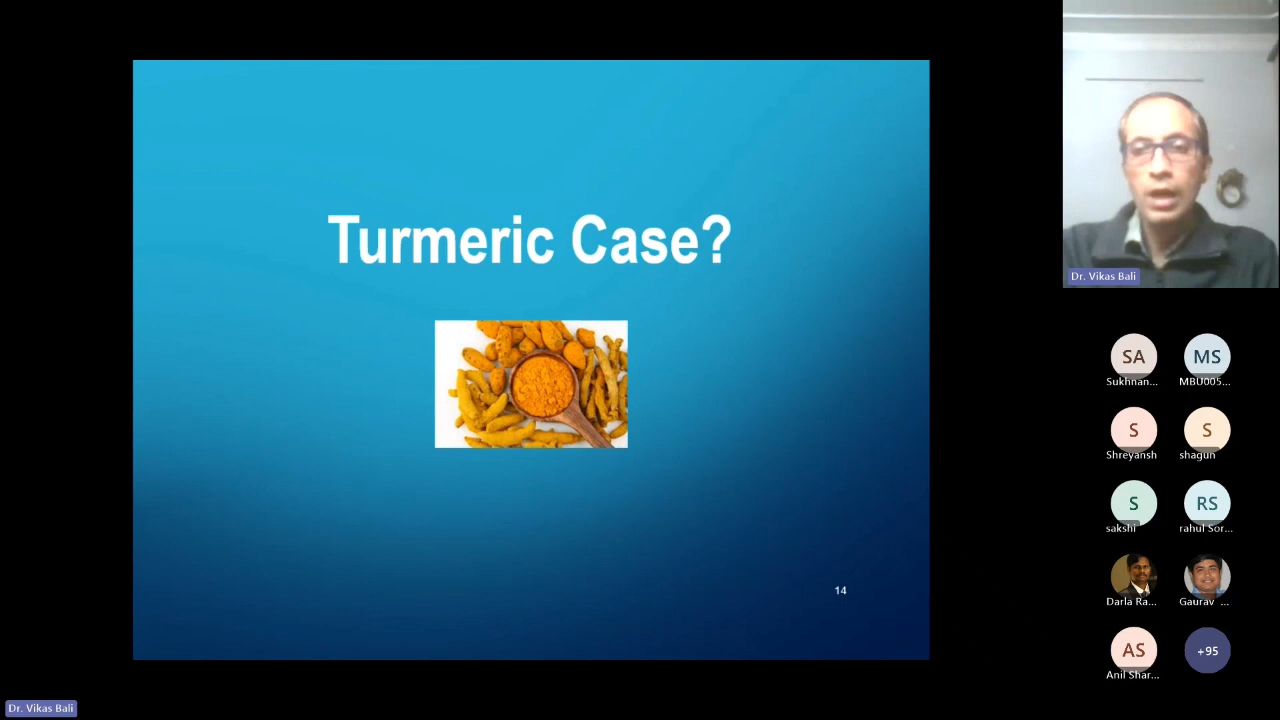 Turmeric Case?
14
Dr. Vikas Bali
SA
Sukhnan...
MS
MBU005...
S
Shreyansh
S
shagun
S
sakshi
RS
rahul Sor...
Darla Ra...
Gaurav ...
AS
Anil Shar...
+95
Dr. Vikas Bali